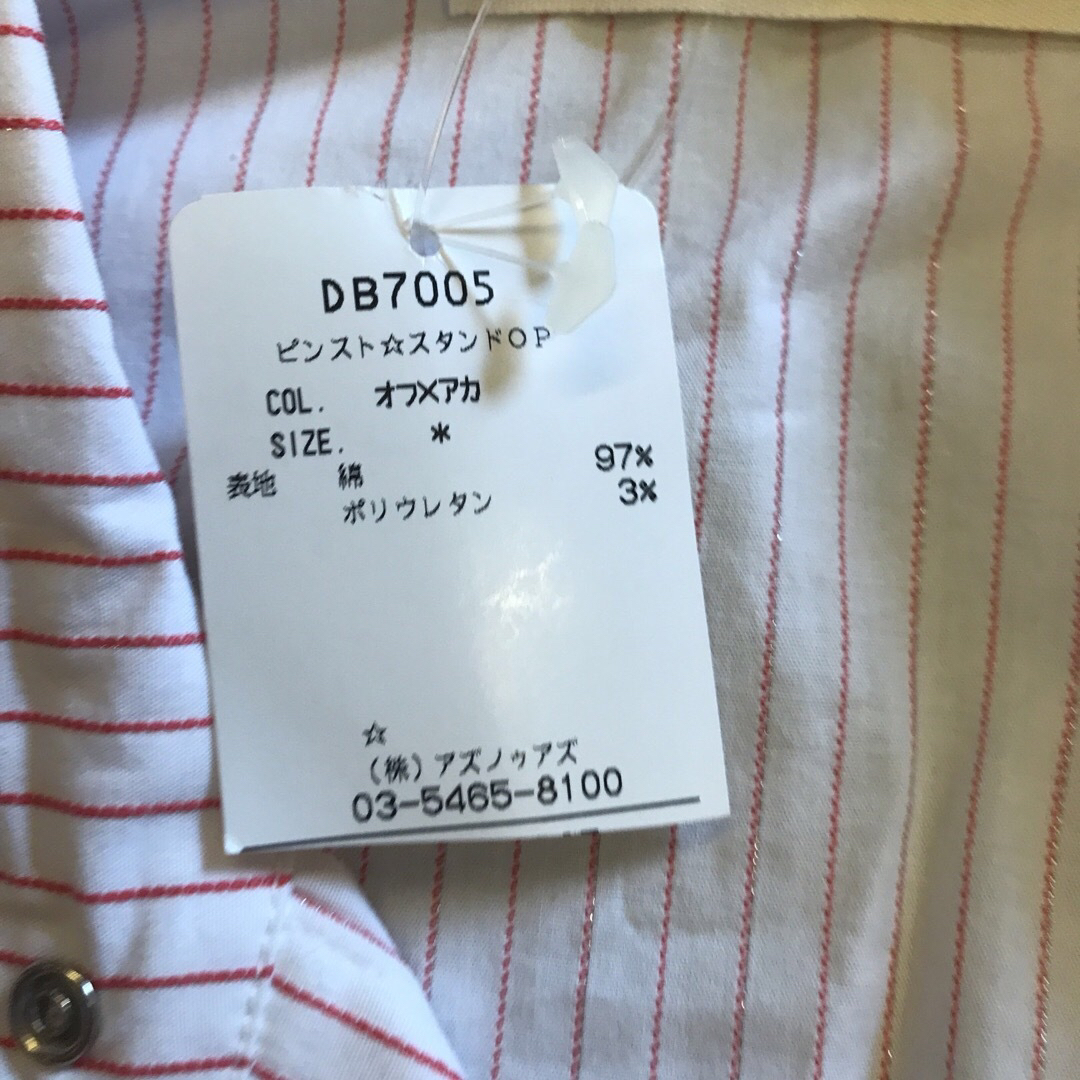 DB7005
ピンスト☆スタンドOP
COL. オフ×アカ
SIZE. *
表地 綿 97%
ポリウレタン 3%
☆
(株)アズノゥアズ
03-5465-8100